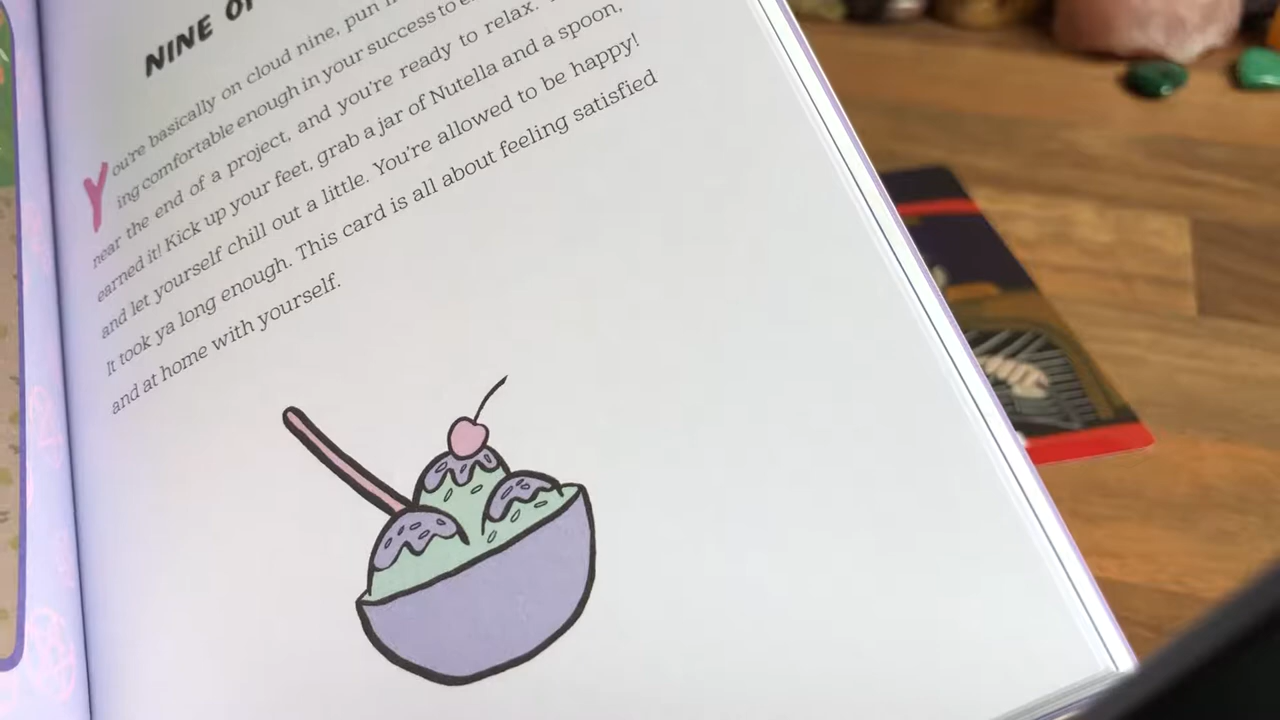 NINE OF
You're basically on cloud nine, pun
ing comfortable enough in your success to
near the end of a project, and you're ready to relax.
earned it! Kick up your feet, grab a jar of Nutella and a spoon,
and let yourself chill out a little. You're allowed to be happy!
It took ya long enough. This card is all about feeling satisfied
and at home with yourself.